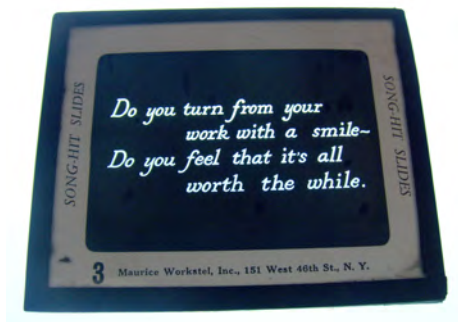 SONG-HIT SLIDES
Do you turn from your
work with a smile~
Do you feel that it's all
worth the while.
SONG-HIT SLIDES
3 Maurice Workstel, Inc., 151 West 46th St., N. Y.